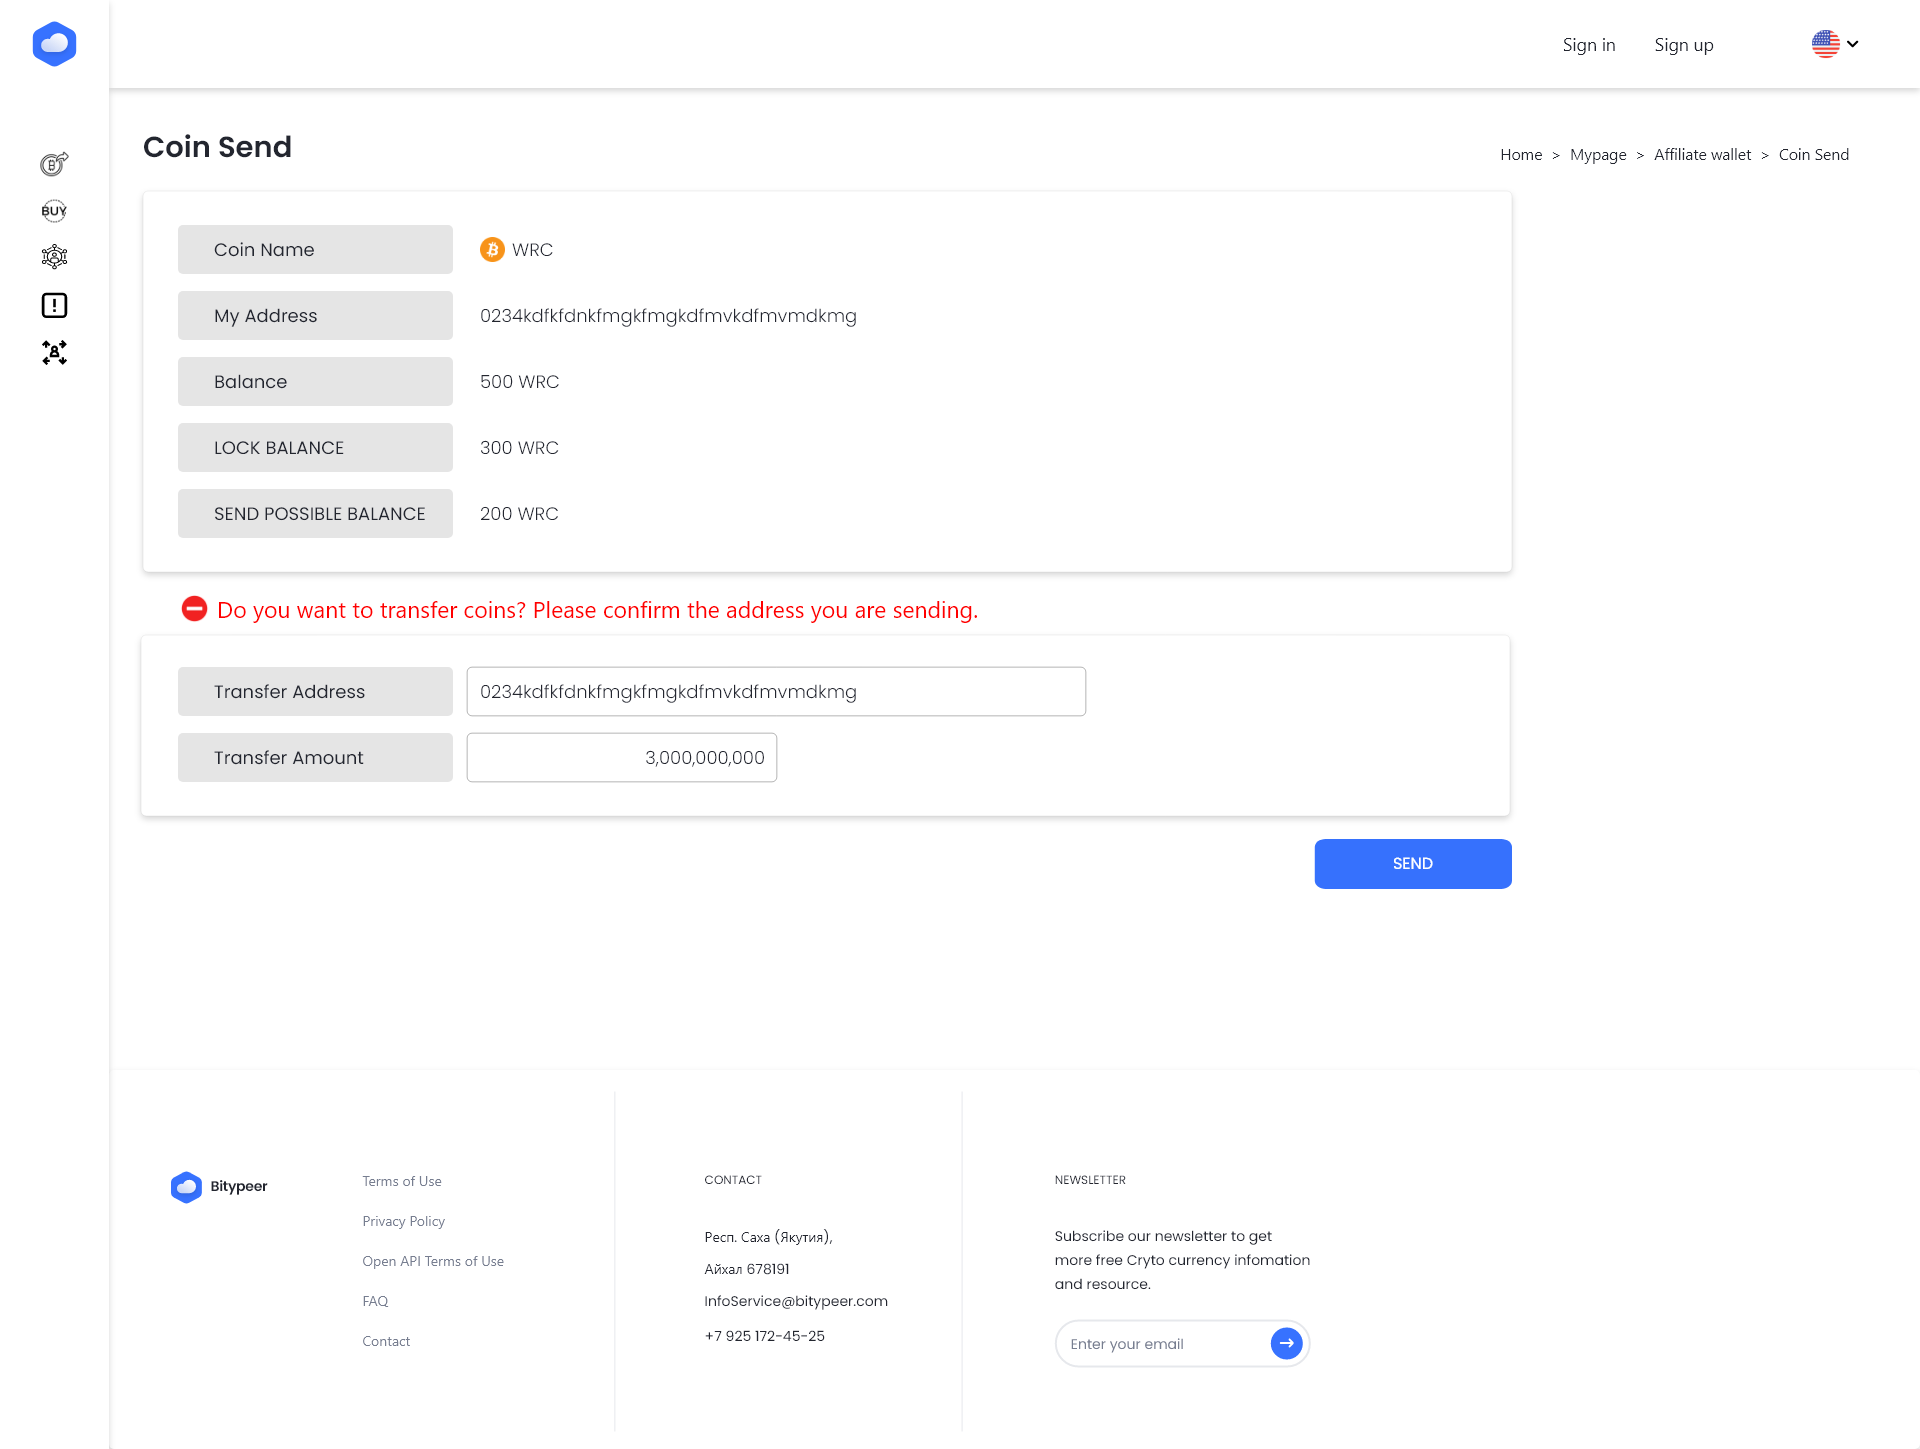 Sign in
Sign up
Coin Send
Home > Mypage > Affiliate wallet > Coin Send
BUY
Coin Name
WRC
My Address
0234kdfkfdnkfmgkfmgkdfmvkdfmvmdkmg
Balance
500 WRC
LOCK BALANCE
300 WRC
SEND POSSIBLE BALANCE
200 WRC
Do you want to transfer coins? Please confirm the address you are sending.
Transfer Address
0234kdfkfdnkfmgkfmgkdfmvkdfmvmdkmg
Transfer Amount
3,000,000,000
SEND
Bitypeer
Terms of Use
Privacy Policy
Open API Terms of Use
FAQ
Contact
CONTACT
Респ. Саха (Якутия),
Айхал 678191
InfoService@bitypeer.com
+7 925 172-45-25
NEWSLETTER
Subscribe our newsletter to get
more free Cryto currency infomation
and resource.
Enter your email